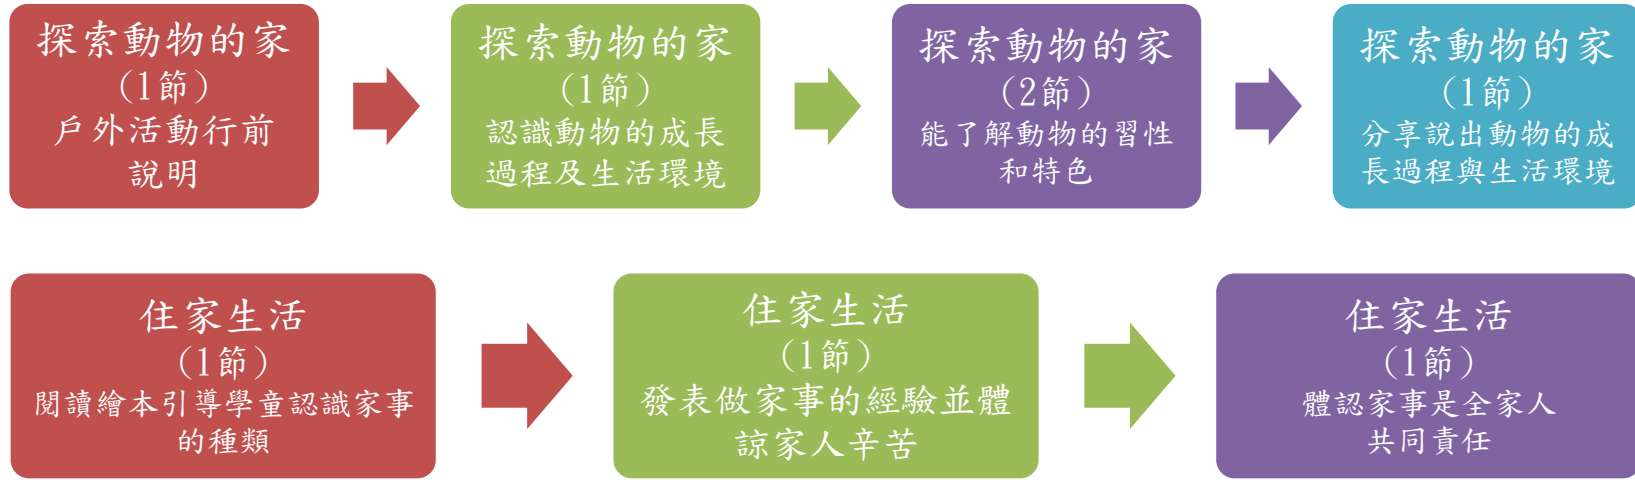 探索動物的家
(1節)
戶外活動行前
說明
探索動物的家
(1節)
認識動物的成長
過程及生活環境
探索動物的家
(2節)
能了解動物的習性
和特色
探索動物的家
(1節)
分享說出動物的成
長過程與生活環境
住家生活
(1節)
閱讀繪本引導學童認識家事
的種類
住家生活
(1節)
發表做家事的經驗並體
諒家人辛苦
住家生活
(1節)
體認家事是全家人
共同責任